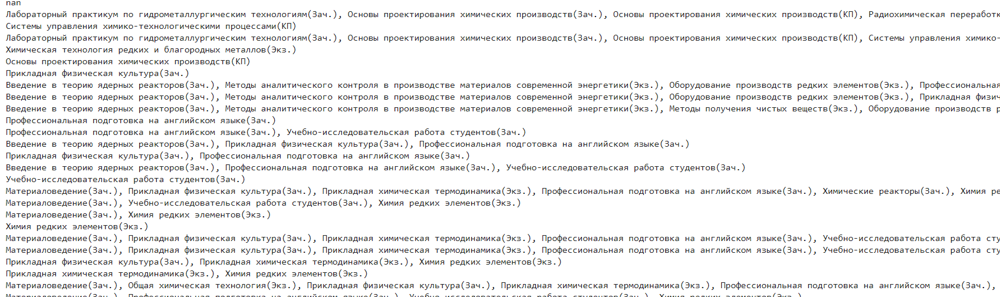 nan
Лабораторный практикум по гидрометаллургическим технологиям(Зач.), Основы проектирования химических производств(Зач.), Основы проектирования химических производств(КП), Радиохимическая переработк
Системы управления химико-технологическими процессами(КП)
Лабораторный практикум по гидрометаллургическим технологиям(Зач.), Основы проектирования химических производств(Зач.), Основы проектирования химических производств(КП), Системы управления химико-
Химическая технология редких и благородных металлов(Экз.)
Основы проектирования химических производств(КП)
Прикладная физическая культура(Зач.)
Введение в теорию ядерных реакторов(Зач.), Методы аналитического контроля в производстве материалов современной энергетики(Экз.), Оборудование производств редких элементов(Экз.), Профессиональная
Введение в теорию ядерных реакторов(Зач.), Методы аналитического контроля в производстве материалов современной энергетики(Экз.), Оборудование производств редких элементов(Экз.), Прикладная физич
Введение в теорию ядерных реакторов(Зач.), Методы аналитического контроля в производстве материалов современной энергетики(Экз.), Методы получения чистых веществ(Экз.), Оборудование производств р
Профессиональная подготовка на английском языке(Зач.)
Профессиональная подготовка на английском языке(Зач.), Учебно-исследовательская работа студентов(Зач.)
Введение в теорию ядерных реакторов(Зач.), Прикладная физическая культура(Зач.), Профессиональная подготовка на английском языке(Зач.)
Прикладная физическая культура(Зач.), Профессиональная подготовка на английском языке(Зач.)
Введение в теорию ядерных реакторов(Зач.), Профессиональная подготовка на английском языке(Зач.), Учебно-исследовательская работа студентов(Зач.)
Учебно-исследовательская работа студентов(Зач.)
Материаловедение(Зач.), Прикладная физическая культура(Зач.), Прикладная химическая термодинамика(Экз.), Профессиональная подготовка на английском языке(Зач.), Химические реакторы(Зач.), Химия ре
Материаловедение(Зач.), Учебно-исследовательская работа студентов(Зач.), Химия редких элементов(Экз.)
Материаловедение(Зач.), Химия редких элементов(Экз.)
Химия редких элементов(Экз.)
Материаловедение(Зач.), Прикладная физическая культура(Зач.), Прикладная химическая термодинамика(Экз.), Профессиональная подготовка на английском языке(Зач.), Учебно-исследовательская работа сту
Материаловедение(Зач.), Прикладная физическая культура(Зач.), Прикладная химическая термодинамика(Экз.), Профессиональная подготовка на английском языке(Зач.), Учебно-исследовательская работа сту
Прикладная физическая культура(Зач.), Прикладная химическая термодинамика(Экз.), Химия редких элементов(Экз.)
Прикладная химическая термодинамика(Экз.), Химия редких элементов(Экз.)
Материаловедение(Зач.), Общая химическая технология(Экз.), Прикладная физическая культура(Зач.), Прикладная химическая термодинамика(Экз.), Профессиональная подготовка на английском языке(Зач.),
Материаловедение(Зач.), Профессиональная подготовка на английском языке(Зач.), Учебно-исследовательская работа студентов(Зач.), Химия редких элементов(Экз.)